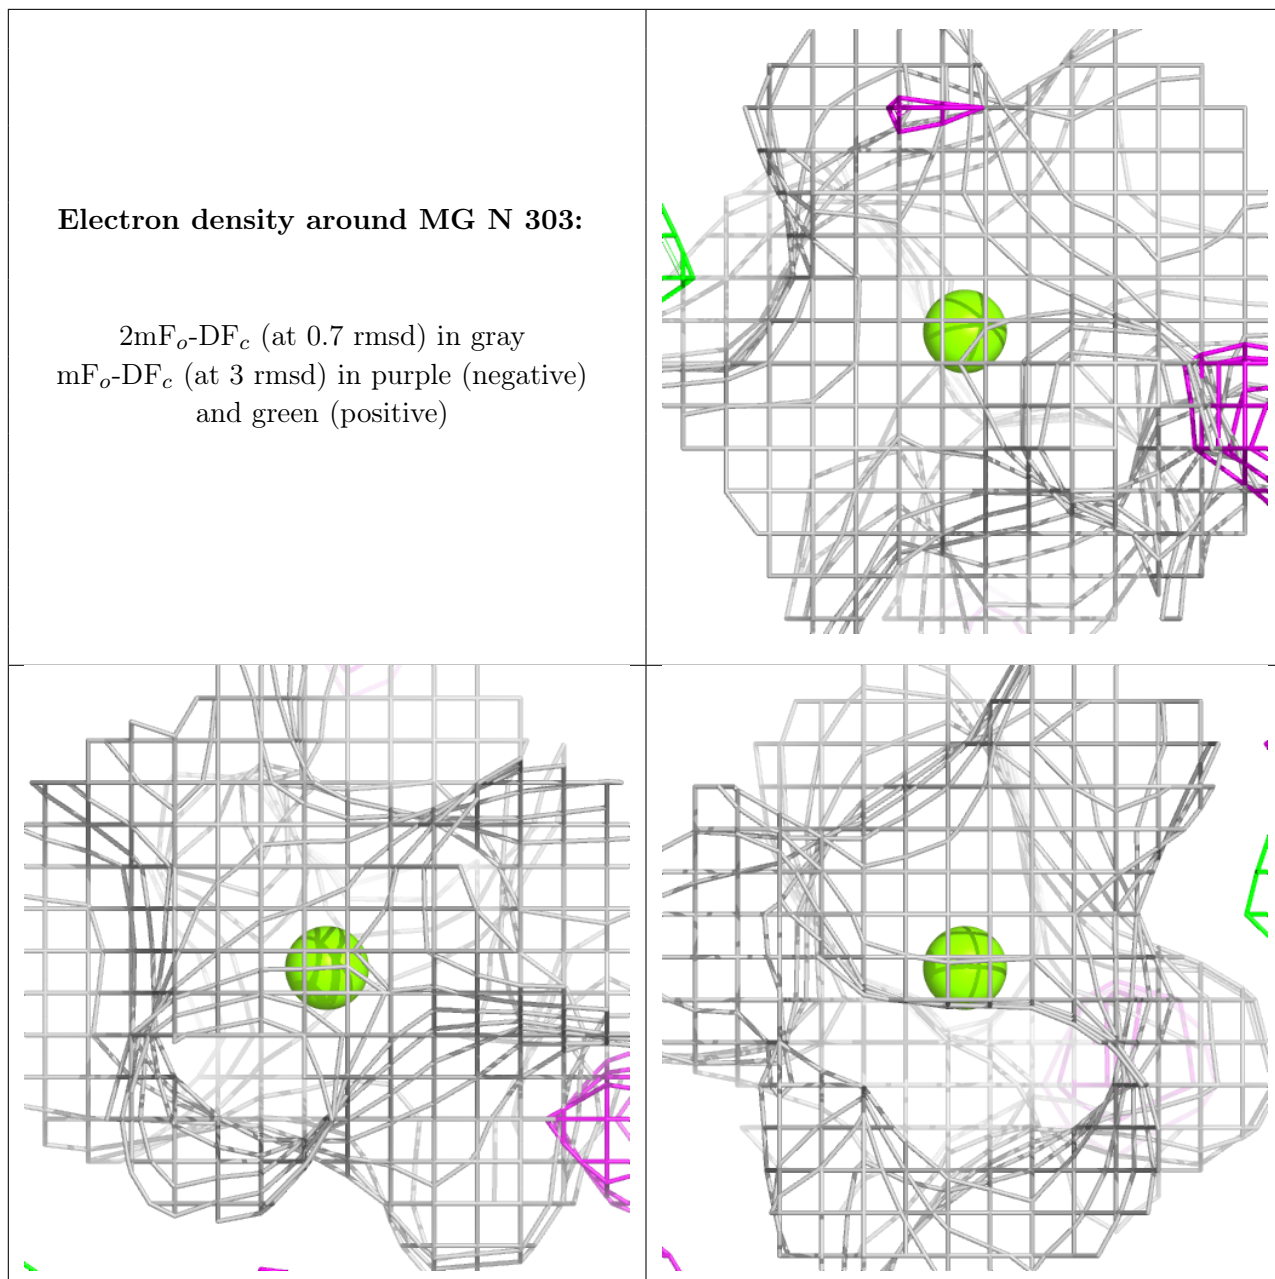 Electron density around MG N 303:
2mFo-DFc (at 0.7 rmsd) in gray
mFo-DFc (at 3 rmsd) in purple (negative)
and green (positive)